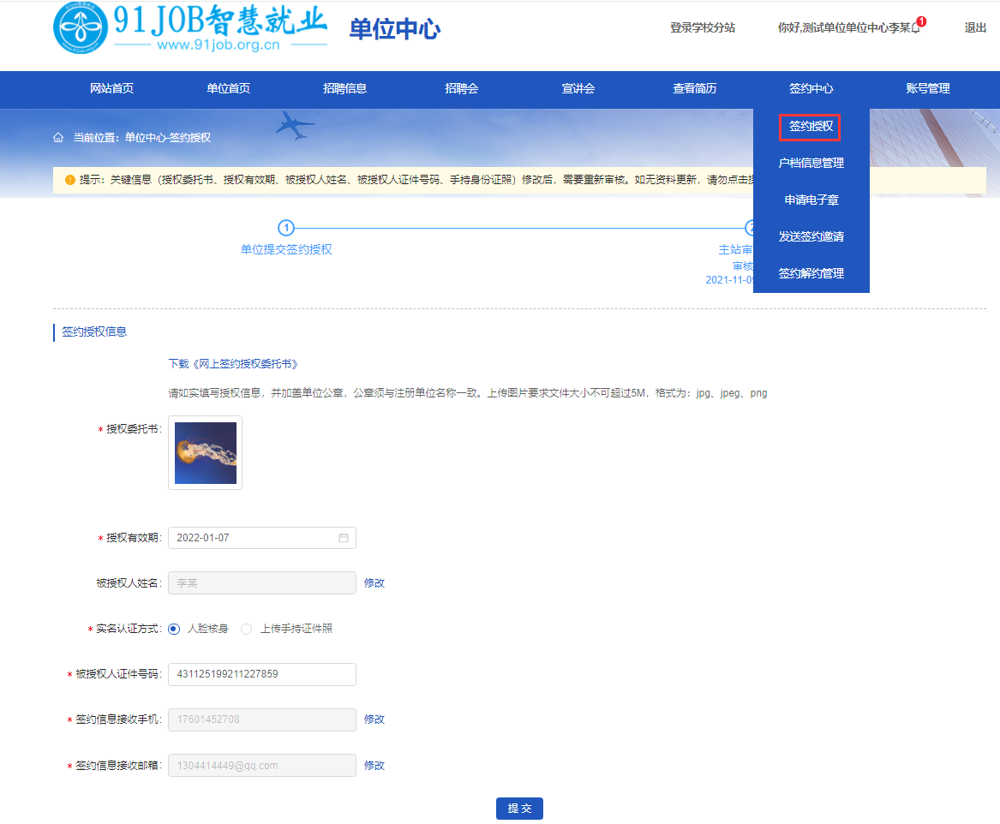 91JOB智慧就业
www.91job.org.cn
单位中心
登录学校分站
你好,测试单位单位中心李某
1
退出
网站首页
单位首页
招聘信息
招聘会
宣讲会
查看简历
签约中心
账号管理
签约授权
户档信息管理
申请电子章
发送签约邀请
签约解约管理
当前位置：单位中心-签约授权
提示：关键信息（授权委托书、授权有效期、被授权人姓名、被授权人证件号码、手持身份证照）修改后，需要重新审核。如无资料更新，请勿点击提
1
2
单位提交签约授权
主站审
审核
2021-11-09
签约授权信息
下载《网上签约授权委托书》
请如实填写授权信息，并加盖单位公章，公章须与注册单位名称一致。上传图片要求文件大小不可超过5M，格式为：jpg、jpeg、png
* 授权委托书:
* 授权有效期: 2022-01-07
被授权人姓名: 李某 修改
* 实名认证方式: 人脸核身 上传手持证件照
* 被授权人证件号码: 431125199211227859
* 签约信息接收手机: 17601452708 修改
* 签约信息接收邮箱: 1304414449@qq.com 修改
提交